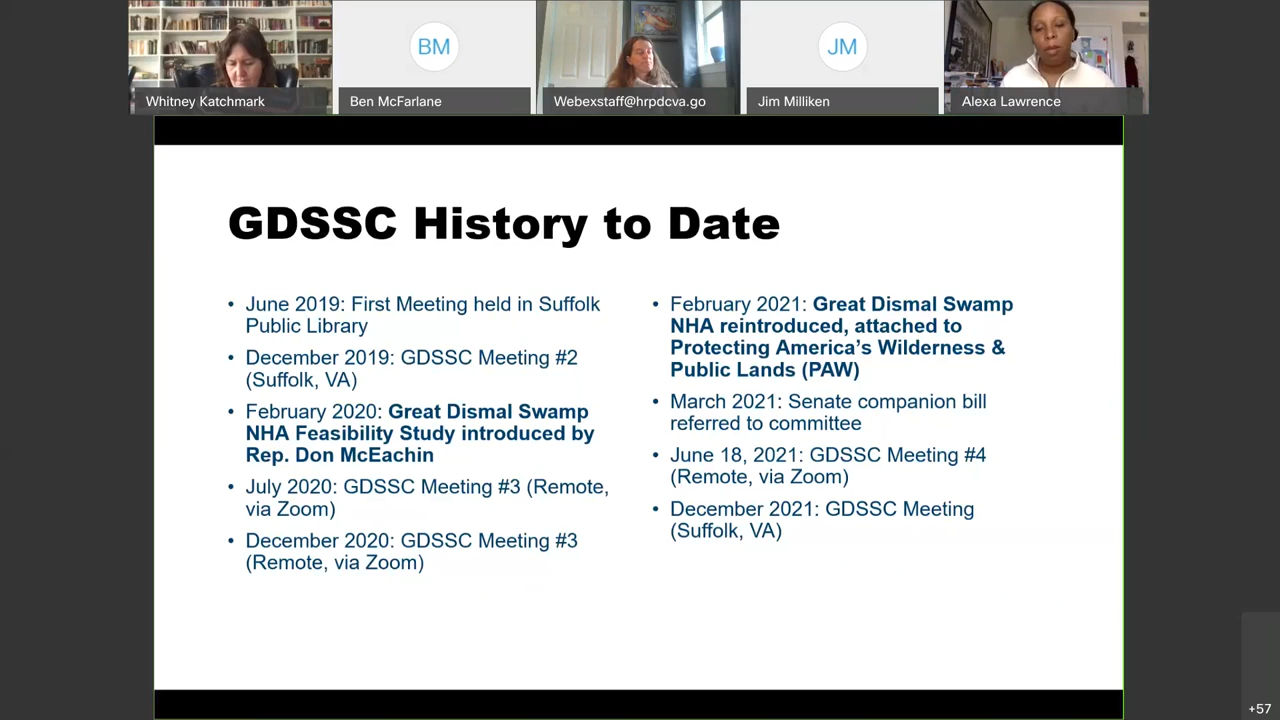 BM
JM
Whitney Katchmark
Ben McFarlane
Webexstaff@hrpdcva.go
Jim Milliken
Alexa Lawrence
GDSSC History to Date
• June 2019: First Meeting held in Suffolk
Public Library
• December 2019: GDSSC Meeting #2
(Suffolk, VA)
• February 2020: Great Dismal Swamp
NHA Feasibility Study introduced by
Rep. Don McEachin
• July 2020: GDSSC Meeting #3 (Remote,
via Zoom)
• December 2020: GDSSC Meeting #3
(Remote, via Zoom)
• February 2021: Great Dismal Swamp
NHA reintroduced, attached to
Protecting America’s Wilderness &
Public Lands (PAW)
• March 2021: Senate companion bill
referred to committee
• June 18, 2021: GDSSC Meeting #4
(Remote, via Zoom)
• December 2021: GDSSC Meeting
(Suffolk, VA)
+57